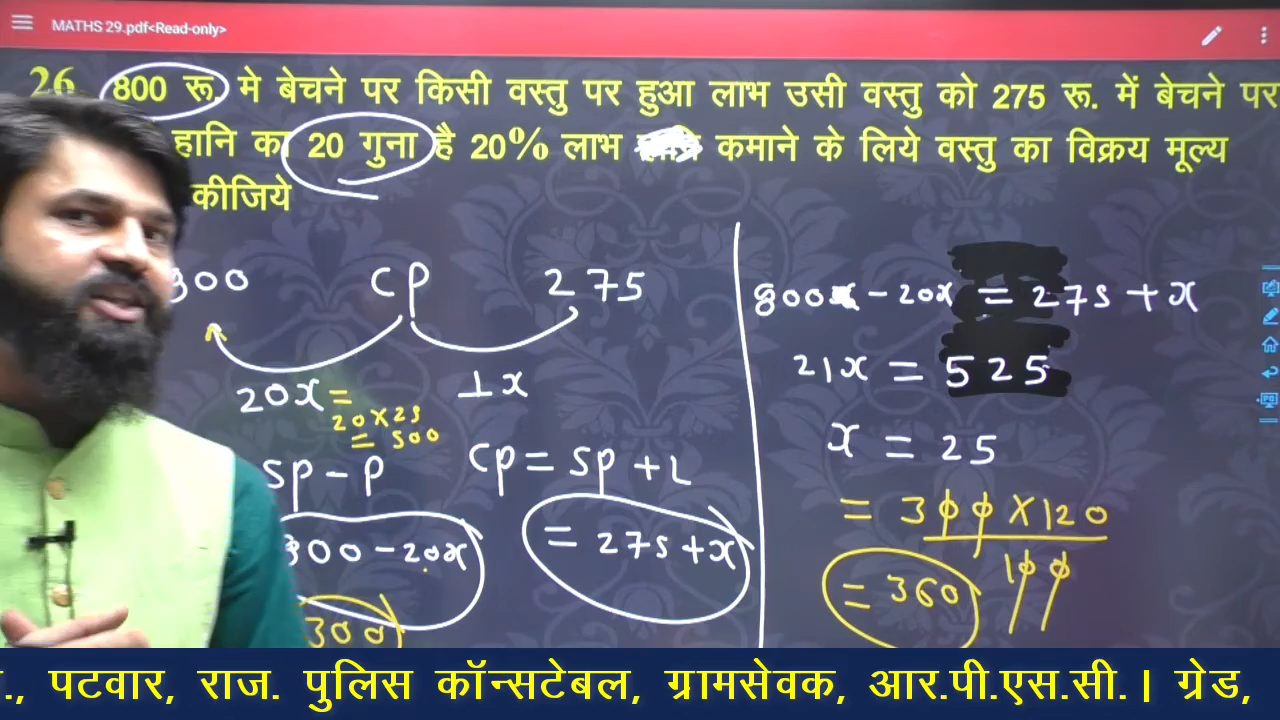 MATHS 29.pdf<Read-only>
26. 800 रू. मे बेचने पर किसी वस्तु पर हुआ लाभ उसी वस्तु को 275 रू. में बेचने पर
हानि का 20 गुना है 20% लाभ कमाने के लिये वस्तु का विक्रय मूल्य
कीजिये
800 CP 275
20x = 1x
20×25
= 500
SP - P
CP = SP + L
800 - 20x
= 275 + x
300
800 - 20x = 275 + x
21x = 525
x = 25
= 300 × 120
100
= 360
., पटवार, राज. पुलिस कॉन्सटेबल, ग्रामसेवक, आर.पी.एस.सी. I ग्रेड,